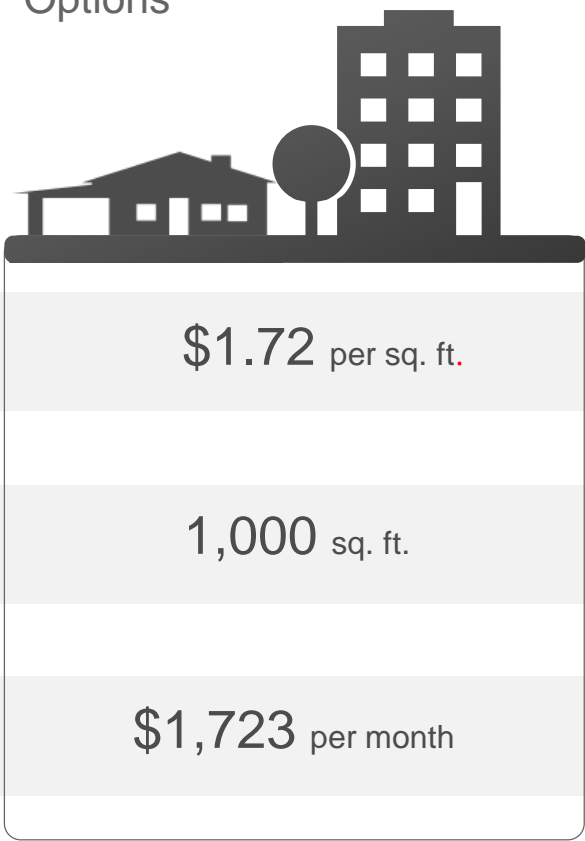 Options
$1.72 per sq. ft.
1,000 sq. ft.
$1,723 per month